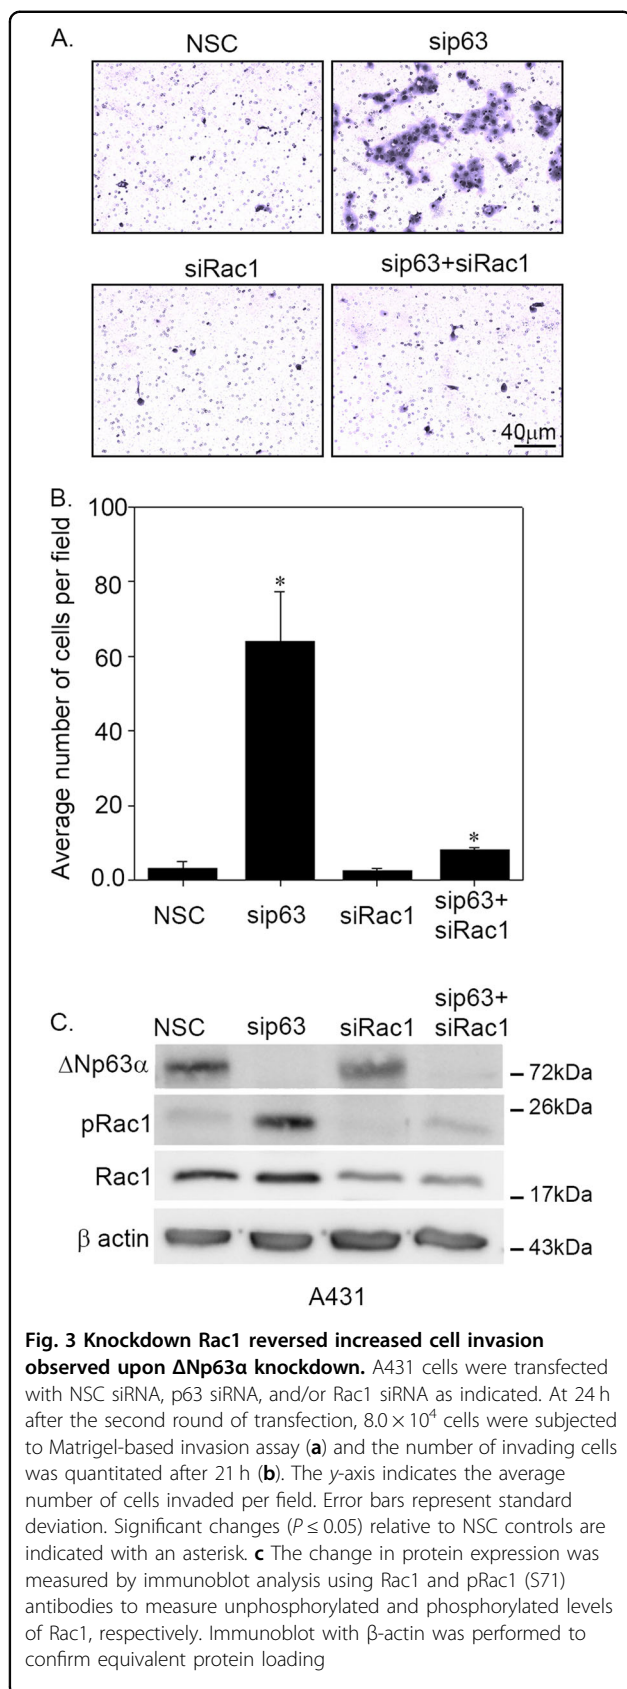 A.
NSC
sip63
siRac1
sip63+siRac1
40μm
B.
Average number of cells per field
100
80
60
40
20
0.0
*
*
NSC
sip63
siRac1
sip63+
siRac1
C.
NSC
sip63
siRac1
sip63+
siRac1
ΔNp63α
72kDa
26kDa
pRac1
Rac1
17kDa
β actin
43kDa
A431
Fig. 3 Knockdown Rac1 reversed increased cell invasion
observed upon ΔNp63α knockdown. A431 cells were transfected
with NSC siRNA, p63 siRNA, and/or Rac1 siRNA as indicated. At 24 h
after the second round of transfection, 8.0 × 10⁴ cells were subjected
to Matrigel-based invasion assay (a) and the number of invading cells
was quantitated after 21 h (b). The y-axis indicates the average
number of cells invaded per field. Error bars represent standard
deviation. Significant changes (P ≤ 0.05) relative to NSC controls are
indicated with an asterisk. c The change in protein expression was
measured by immunoblot analysis using Rac1 and pRac1 (S71)
antibodies to measure unphosphorylated and phosphorylated levels
of Rac1, respectively. Immunoblot with β-actin was performed to
confirm equivalent protein loading